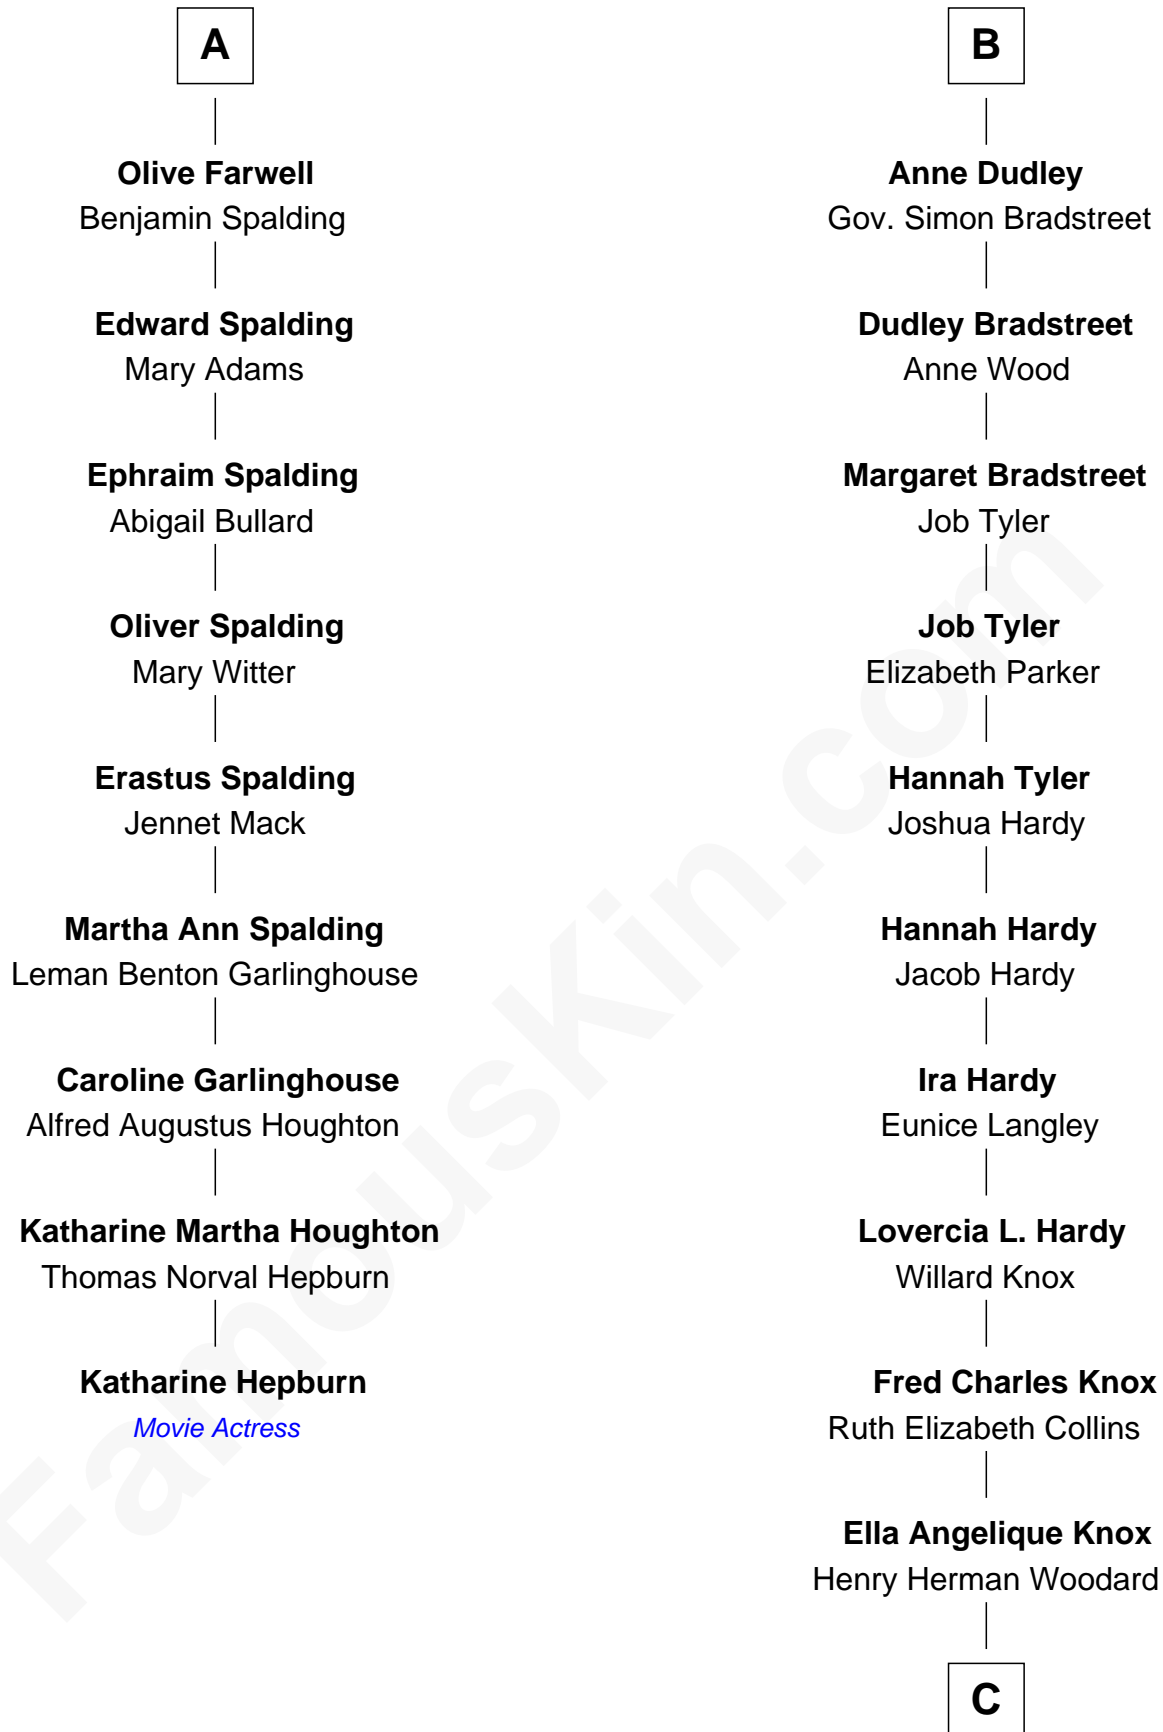 A
Olive Farwell
Benjamin Spalding
Edward Spalding
Mary Adams
Ephraim Spalding
Abigail Bullard
Oliver Spalding
Mary Witter
Erastus Spalding
Jennet Mack
Martha Ann Spalding
Leman Benton Garlinghouse
Caroline Garlinghouse
Alfred Augustus Houghton
Katharine Martha Houghton
Thomas Norval Hepburn
Katharine Hepburn
Movie Actress
B
Anne Dudley
Gov. Simon Bradstreet
Dudley Bradstreet
Anne Wood
Margaret Bradstreet
Job Tyler
Job Tyler
Elizabeth Parker
Hannah Tyler
Joshua Hardy
Hannah Hardy
Jacob Hardy
Ira Hardy
Eunice Langley
Lovercia L. Hardy
Willard Knox
Fred Charles Knox
Ruth Elizabeth Collins
Ella Angelique Knox
Henry Herman Woodard
C
FamousKin.com